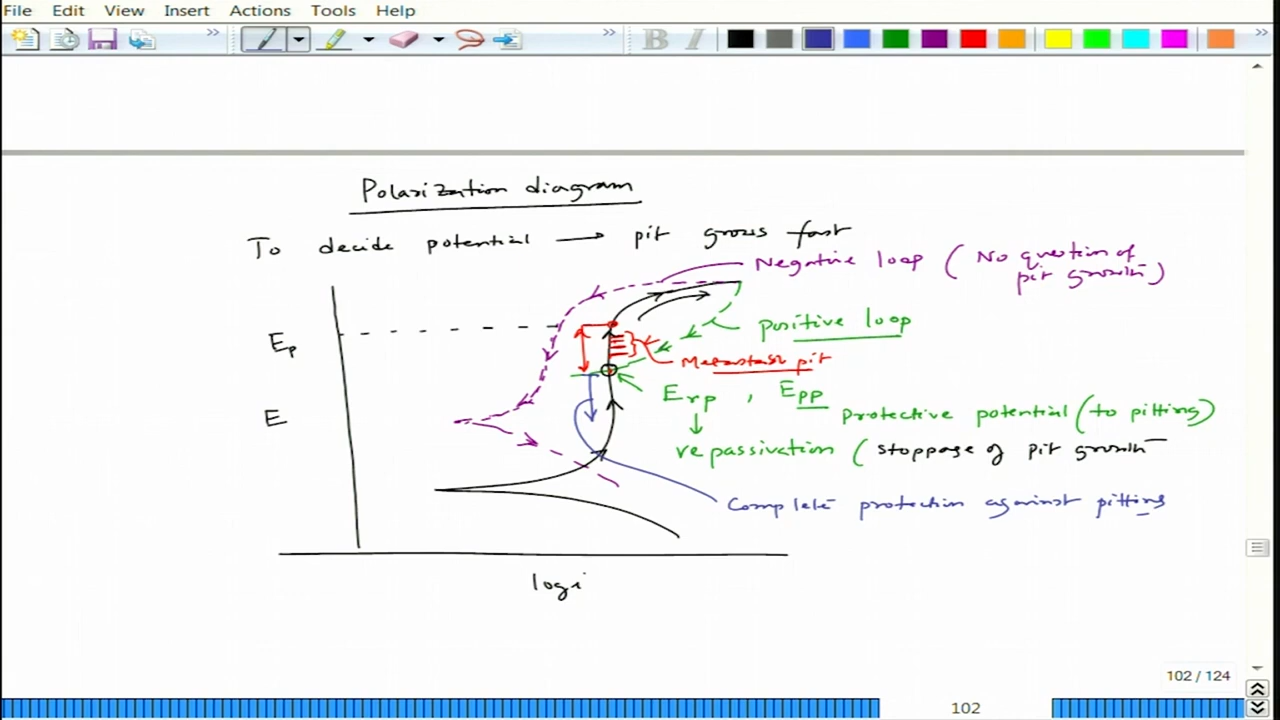 File Edit View Insert Actions Tools Help
B I
Polarization diagram
To decide potential → pit grows fast
Negative loop ( No question of
pit growth )
Ep
positive loop
Metastable pit
Erp , Epp
E
protective potential (to pitting)
repassivation ( stoppage of pit growth
Complete protection against pitting
log i
102 / 124
102